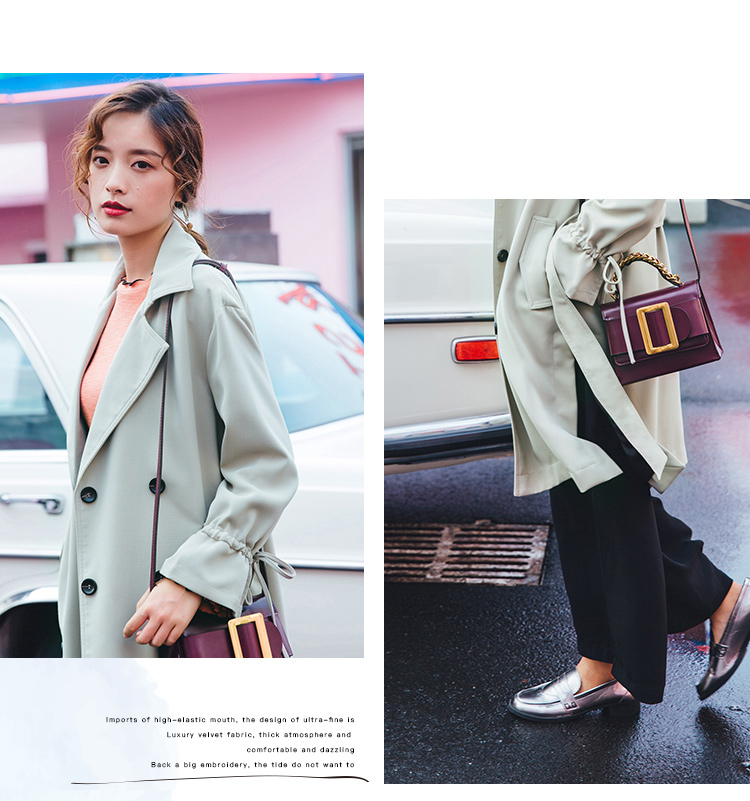 Imports of high-elastic mouth, the design of ultra-fine is
Luxury velvet fabric, thick atmosphere and
comfortable and dazzling
Back a big embroidery, the tide do not want to